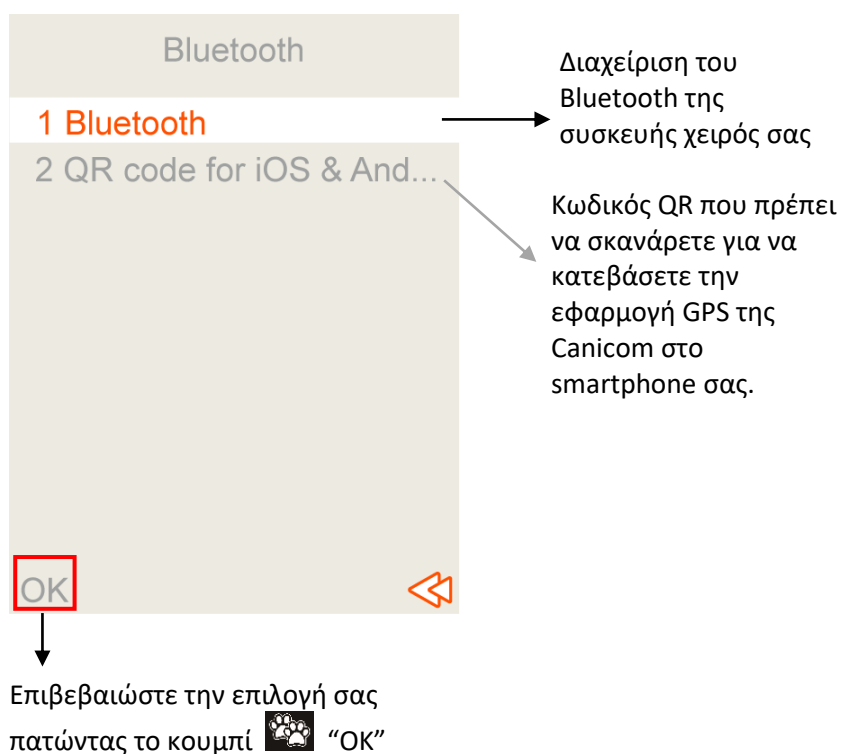 Bluetooth
1 Bluetooth
2 QR code for iOS & And...
Διαχείριση του
Bluetooth της
συσκευής χειρός σας
Κωδικός QR που πρέπει
να σκανάρετε για να
κατεβάσετε την
εφαρμογή GPS της
Canicom στο
smartphone σας.
OK
Επιβεβαιώστε την επιλογή σας
πατώντας το κουμπί “OK”